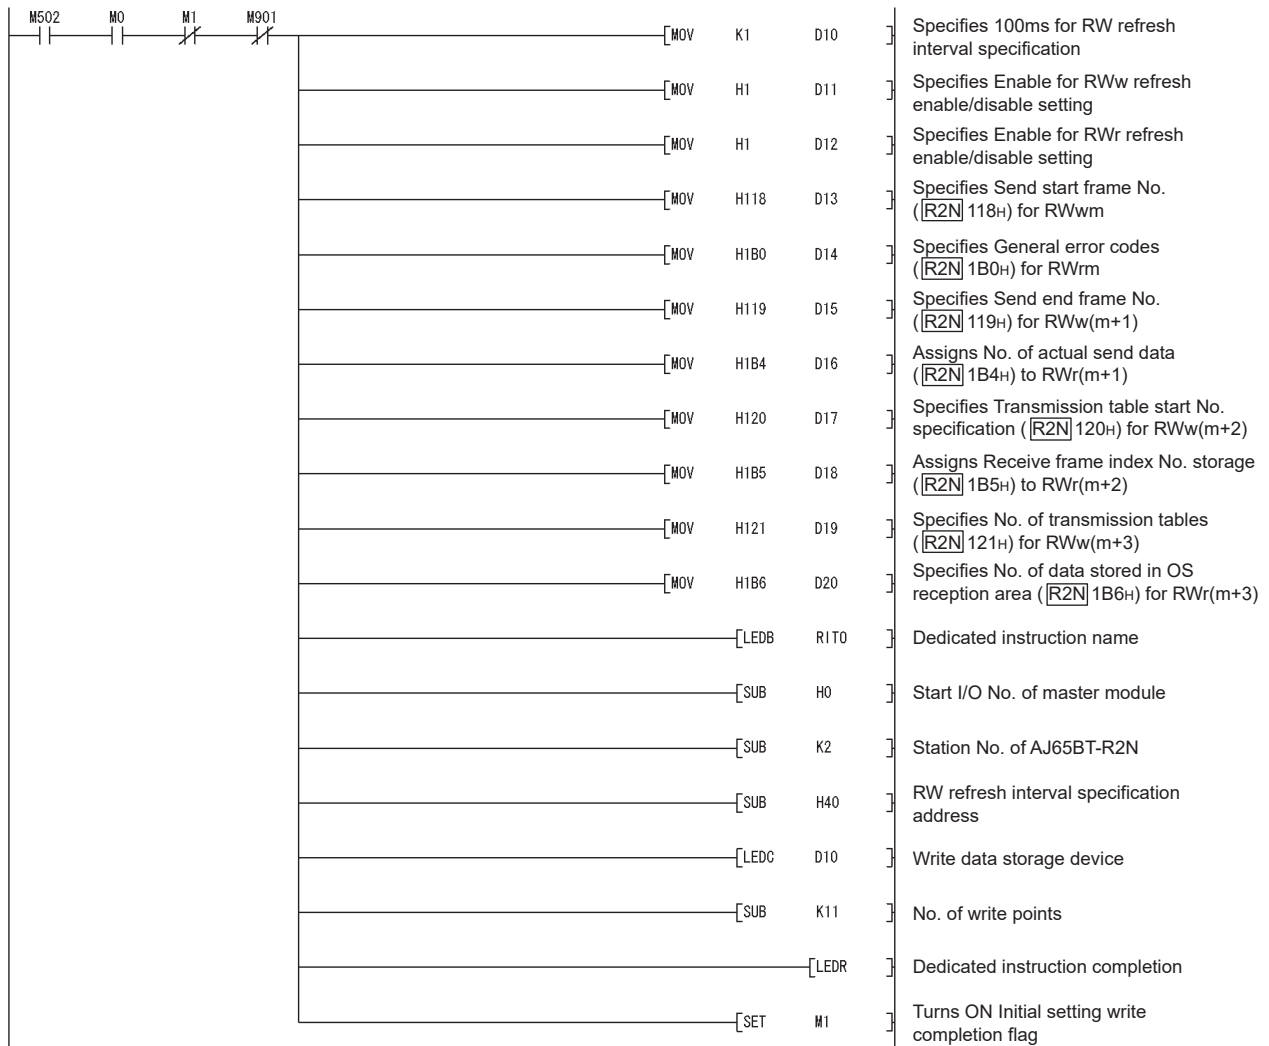 M502 M0 M1 M901
MOV K1 D10 Specifies 100ms for RW refresh
interval specification
MOV H1 D11 Specifies Enable for RWw refresh
enable/disable setting
MOV H1 D12 Specifies Enable for RWr refresh
enable/disable setting
MOV H118 D13 Specifies Send start frame No.
( R2N 118H) for RWwm
MOV H1B0 D14 Specifies General error codes
( R2N 1B0H) for RWrm
MOV H119 D15 Specifies Send end frame No.
( R2N 119H) for RWw(m+1)
MOV H1B4 D16 Assigns No. of actual send data
( R2N 1B4H) to RWr(m+1)
MOV H120 D17 Specifies Transmission table start No.
specification ( R2N 120H) for RWw(m+2)
MOV H1B5 D18 Assigns Receive frame index No. storage
( R2N 1B5H) to RWr(m+2)
MOV H121 D19 Specifies No. of transmission tables
( R2N 121H) for RWw(m+3)
MOV H1B6 D20 Specifies No. of data stored in OS
reception area ( R2N 1B6H) for RWr(m+3)
LEDB RITO Dedicated instruction name
SUB H0 Start I/O No. of master module
SUB K2 Station No. of AJ65BT-R2N
SUB H40 RW refresh interval specification
address
LEDC D10 Write data storage device
SUB K11 No. of write points
LEDR Dedicated instruction completion
SET M1 Turns ON Initial setting write
completion flag